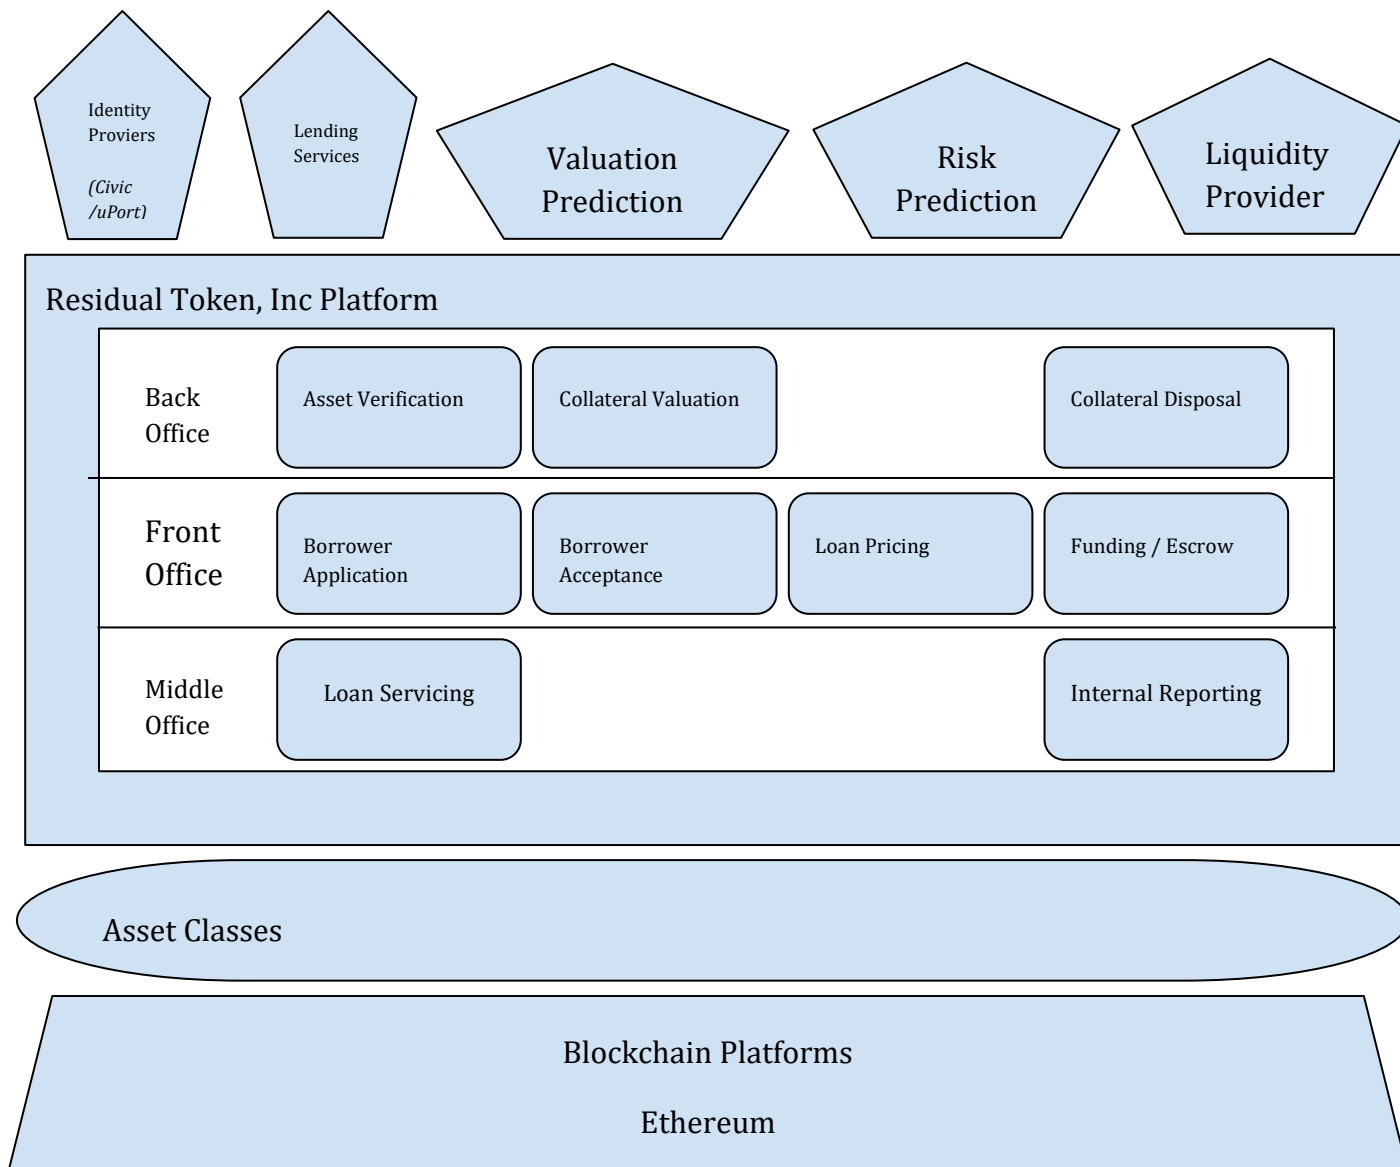 Identity
Proviers
(Civic
/uPort)
Lending
Services
Valuation
Prediction
Risk
Prediction
Liquidity
Provider
Residual Token, Inc Platform
Back
Office
Asset Verification
Collateral Valuation
Collateral Disposal
Front
Office
Borrower
Application
Borrower
Acceptance
Loan Pricing
Funding / Escrow
Middle
Office
Loan Servicing
Internal Reporting
Asset Classes
Blockchain Platforms
Ethereum